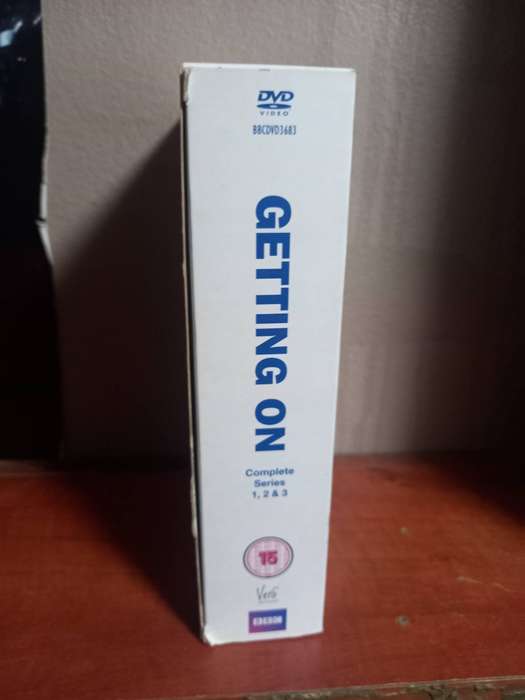 DVD
VIDEO
BBCDVD3683
GETTING ON
Complete
Series
1, 2 & 3
15
Vera
BBC